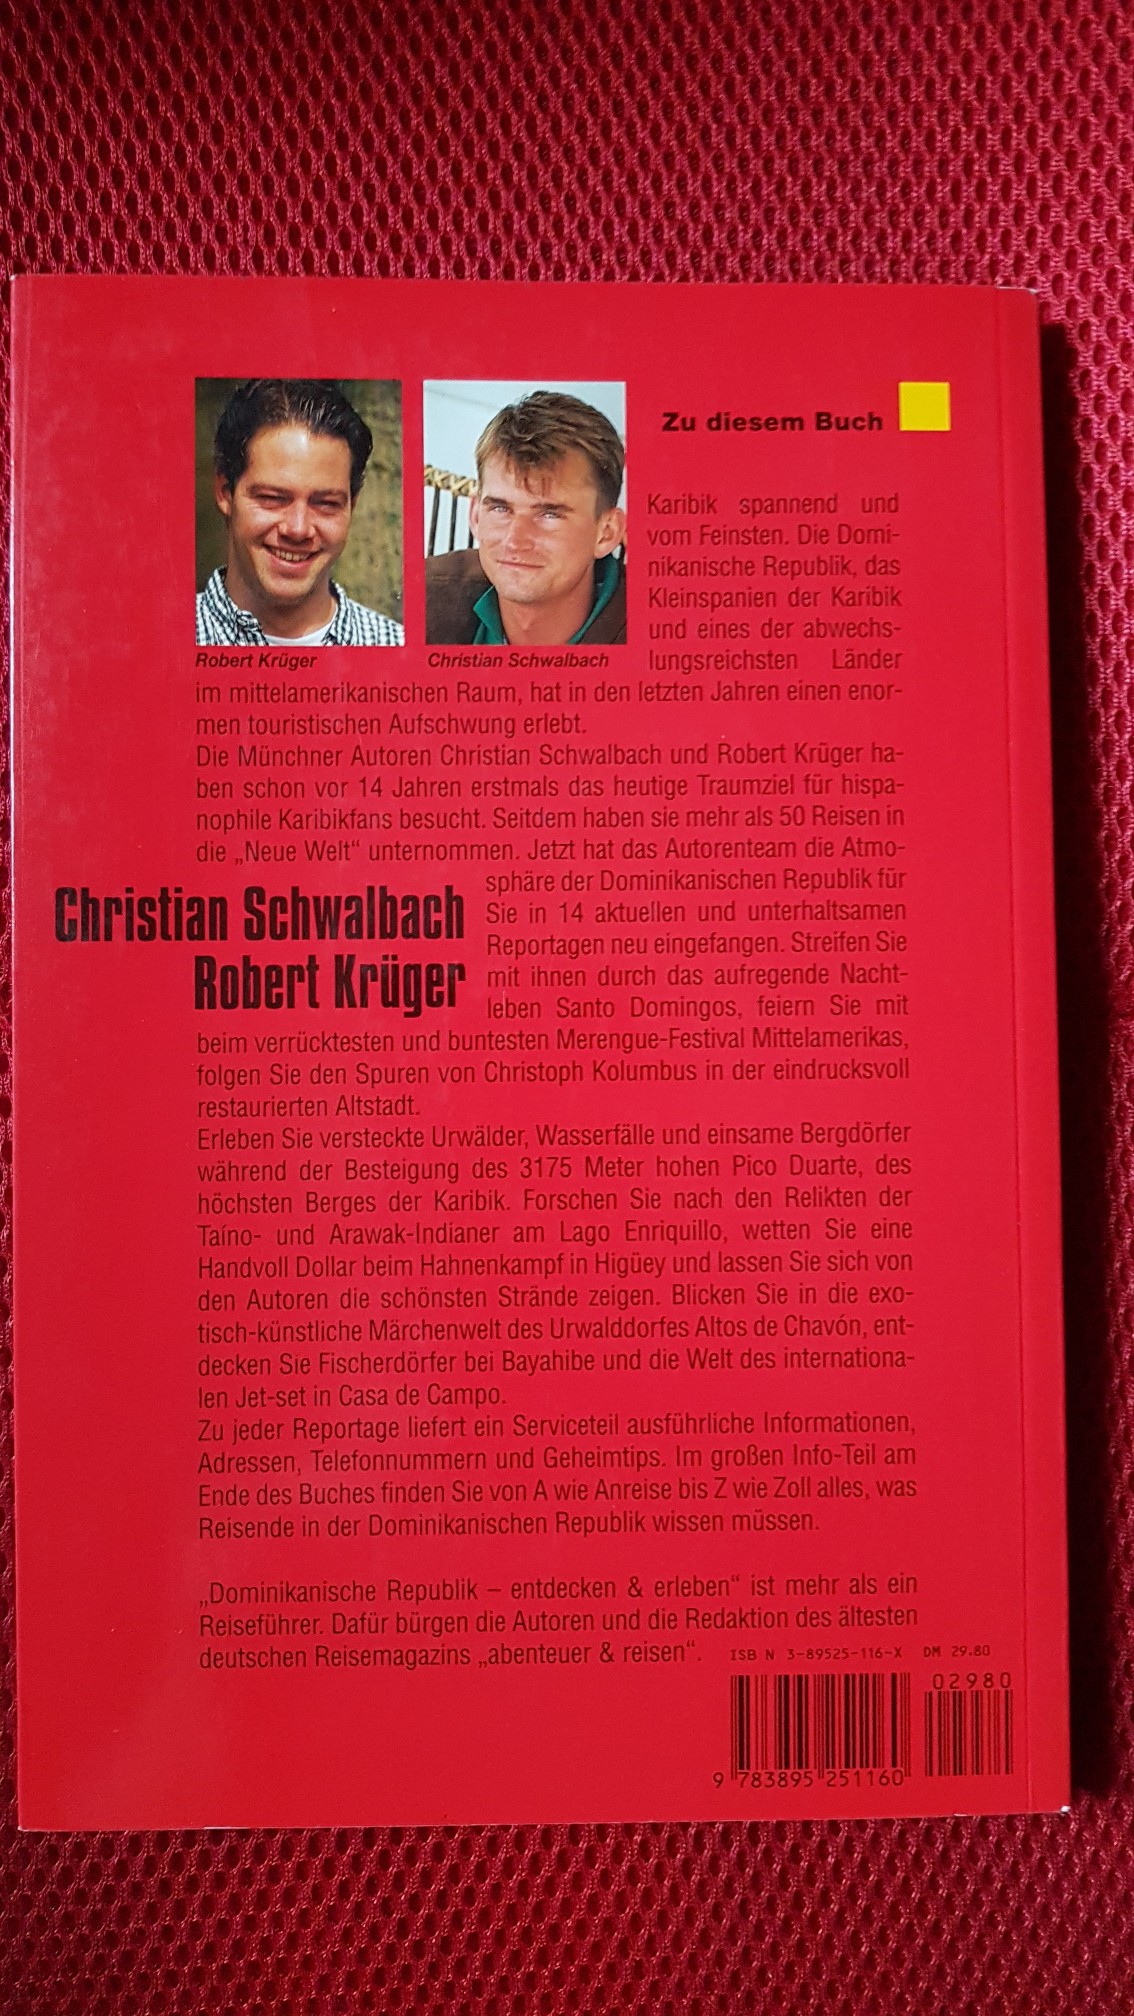 Zu diesem Buch
Robert Krüger
Christian Schwalbach
Karibik spannend und
vom Feinsten. Die Domi-
nikanische Republik, das
Kleinspanien der Karibik
und eines der abwechs-
lungsreichsten Länder
im mittelamerikanischen Raum, hat in den letzten Jahren einen enor-
men touristischen Aufschwung erlebt.
Die Münchner Autoren Christian Schwalbach und Robert Krüger ha-
ben schon vor 14 Jahren erstmals das heutige Traumziel für hispa-
nophile Karibikfans besucht. Seitdem haben sie mehr als 50 Reisen in
die „Neue Welt“ unternommen. Jetzt hat das Autorenteam die Atmo-
Christian Schwalbach
Robert Krüger
sphäre der Dominikanischen Republik für
Sie in 14 aktuellen und unterhaltsamen
Reportagen neu eingefangen. Streifen Sie
mit ihnen durch das aufregende Nacht-
leben Santo Domingos, feiern Sie mit
beim verrücktesten und buntesten Merengue-Festival Mittelamerikas,
folgen Sie den Spuren von Christoph Kolumbus in der eindrucksvoll
restaurierten Altstadt.
Erleben Sie versteckte Urwälder, Wasserfälle und einsame Bergdörfer
während der Besteigung des 3175 Meter hohen Pico Duarte, des
höchsten Berges der Karibik. Forschen Sie nach den Relikten der
Taíno- und Arawak-Indianer am Lago Enriquillo, wetten Sie eine
Handvoll Dollar beim Hahnenkampf in Higüey und lassen Sie sich von
den Autoren die schönsten Strände zeigen. Blicken Sie in die exo-
tisch-künstliche Märchenwelt des Urwalddorfes Altos de Chavón, ent-
decken Sie Fischerdörfer bei Bayahibe und die Welt des internationa-
len Jet-set in Casa de Campo.
Zu jeder Reportage liefert ein Serviceteil ausführliche Informationen,
Adressen, Telefonnummern und Geheimtips. Im großen Info-Teil am
Ende des Buches finden Sie von A wie Anreise bis Z wie Zoll alles, was
Reisende in der Dominikanischen Republik wissen müssen.
„Dominikanische Republik – entdecken & erleben“ ist mehr als ein
Reiseführer. Dafür bürgen die Autoren und die Redaktion des ältesten
deutschen Reisemagazins „abenteuer & reisen“.
ISB N 3-89525-116-X DM 29.80
02980
9 783895 251160